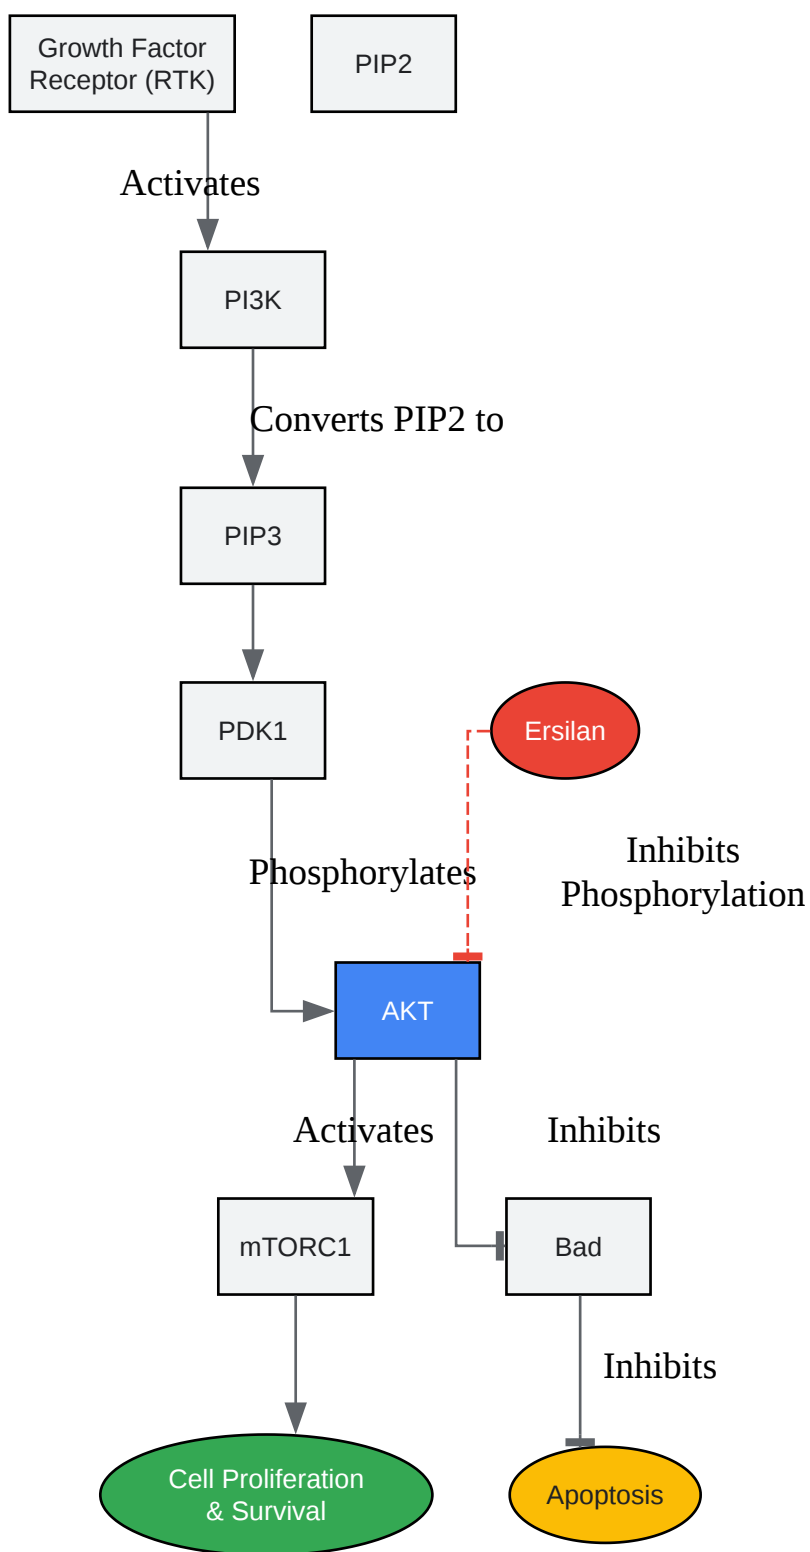 Growth Factor
Receptor (RTK)
PIP2
Activates
PI3K
Converts PIP2 to
PIP3
PDK1
Ersilan
Phosphorylates
Inhibits
Phosphorylation
AKT
Activates
Inhibits
mTORC1
Bad
Inhibits
Cell Proliferation
& Survival
Apoptosis